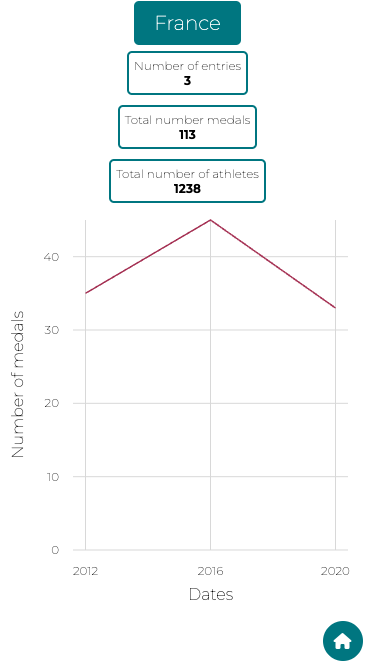 France
Number of entries
3
Total number medals
113
Total number of athletes
1238
Number of medals
40
30
20
10
0
2012 2016 2020
Dates